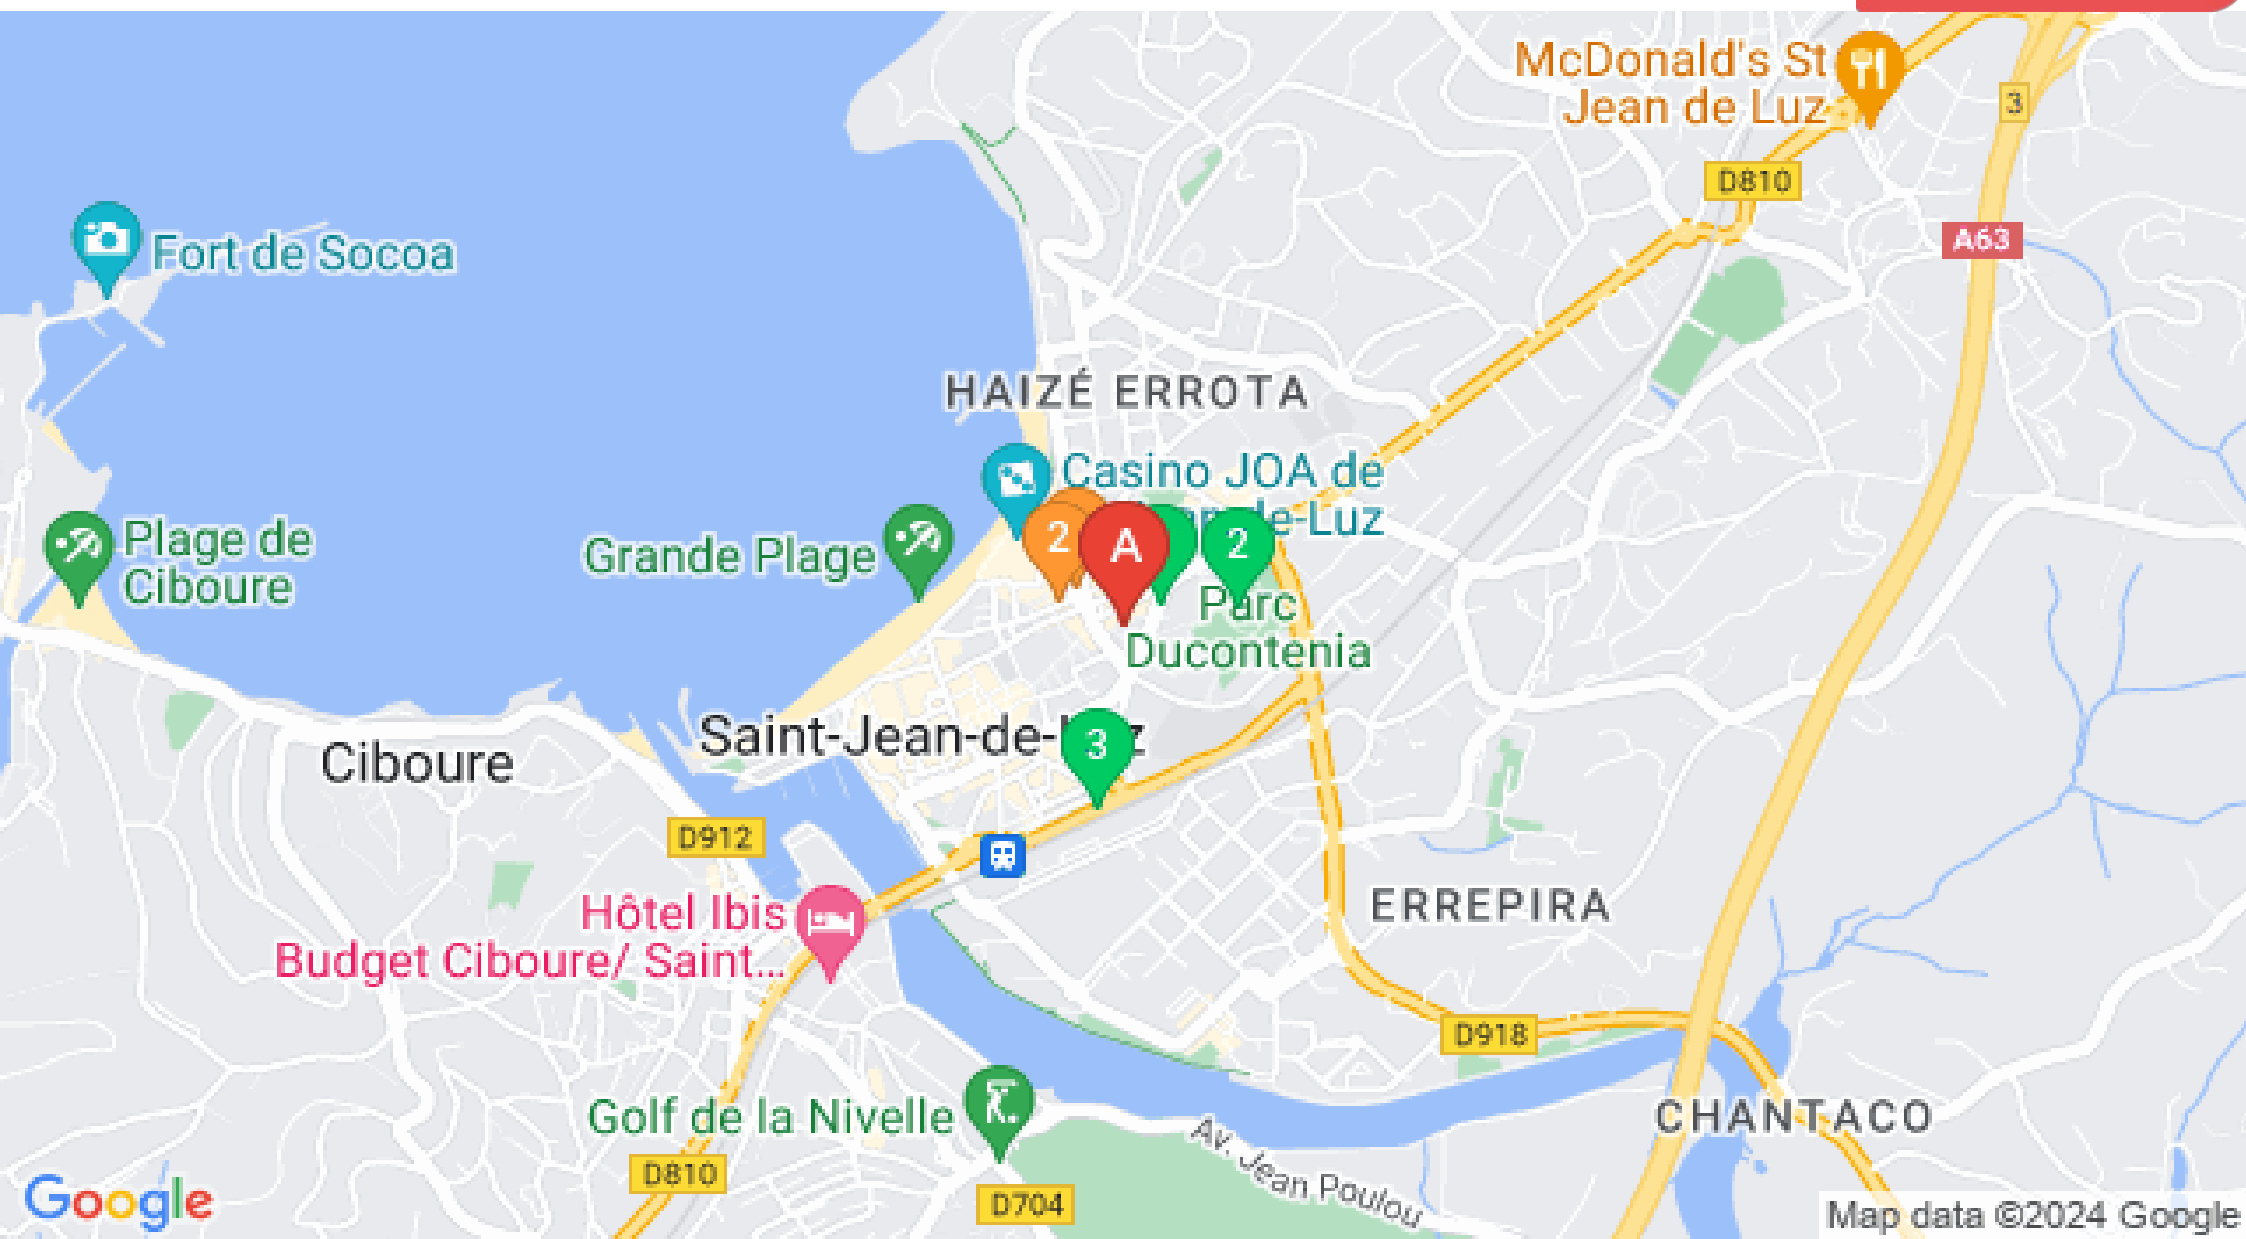 McDonald's St
Jean de Luz
3
D810
A63
Fort de Socoa
HAIZÉ ERROTA
Casino JOA de
de-Luz
2
A
2
Plage de
Ciboure
Grande Plage
Parc
Ducontenia
Saint-Jean-de-
3
Ciboure
D912
Hôtel Ibis
Budget Ciboure/ Saint...
ERREPIRA
D918
Golf de la Nivelle
CHANTACO
Av. Jean Poulou
D810
D704
Google
Map data ©2024 Google